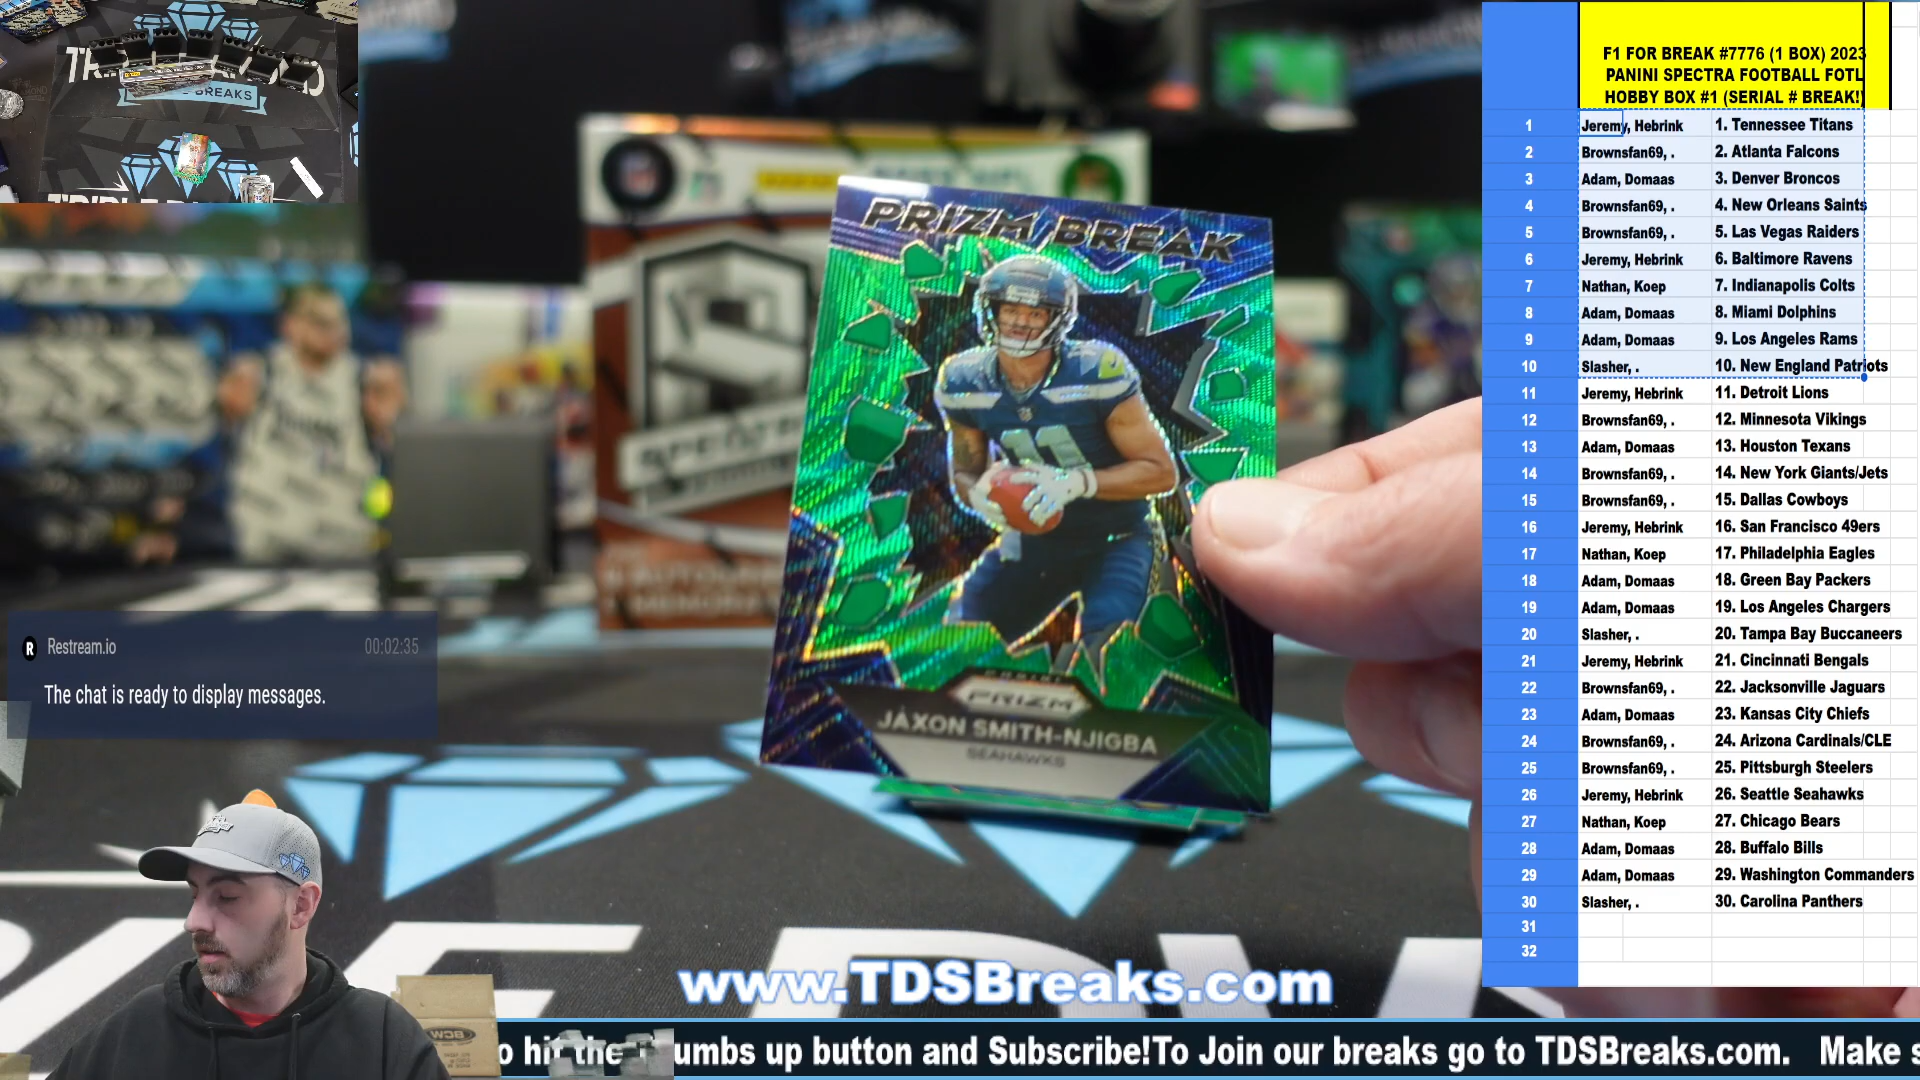 F1 FOR BREAK #7776 (1 BOX) 2023
PANINI SPECTRA FOOTBALL FOTL
HOBBY BOX #1 (SERIAL # BREAK!)
1 Jeremy, Hebrink 1. Tennessee Titans
2 Brownsfan69, . 2. Atlanta Falcons
3 Adam, Domaas 3. Denver Broncos
4 Brownsfan69, . 4. New Orleans Saints
5 Brownsfan69, . 5. Las Vegas Raiders
6 Jeremy, Hebrink 6. Baltimore Ravens
7 Nathan, Koep 7. Indianapolis Colts
8 Adam, Domaas 8. Miami Dolphins
9 Adam, Domaas 9. Los Angeles Rams
10 Slasher, . 10. New England Patriots
11 Jeremy, Hebrink 11. Detroit Lions
12 Brownsfan69, . 12. Minnesota Vikings
13 Adam, Domaas 13. Houston Texans
14 Brownsfan69, . 14. New York Giants/Jets
15 Brownsfan69, . 15. Dallas Cowboys
16 Jeremy, Hebrink 16. San Francisco 49ers
17 Nathan, Koep 17. Philadelphia Eagles
18 Adam, Domaas 18. Green Bay Packers
19 Adam, Domaas 19. Los Angeles Chargers
20 Slasher, . 20. Tampa Bay Buccaneers
21 Jeremy, Hebrink 21. Cincinnati Bengals
22 Brownsfan69, . 22. Jacksonville Jaguars
23 Adam, Domaas 23. Kansas City Chiefs
24 Brownsfan69, . 24. Arizona Cardinals/CLE
25 Brownsfan69, . 25. Pittsburgh Steelers
26 Jeremy, Hebrink 26. Seattle Seahawks
27 Nathan, Koep 27. Chicago Bears
28 Adam, Domaas 28. Buffalo Bills
29 Adam, Domaas 29. Washington Commanders
30 Slasher, . 30. Carolina Panthers
31
32
BREAKS
PRIZM BREAK
11
PANINI
PRIZM
JAXON SMITH-NJIGBA
SEAHAWKS
SPECTRA
R Restream.io 00:02:35
The chat is ready to display messages.
BCW
www.TDSBreaks.com
o hit the umbs up button and Subscribe!To Join our breaks go to TDSBreaks.com. Make s